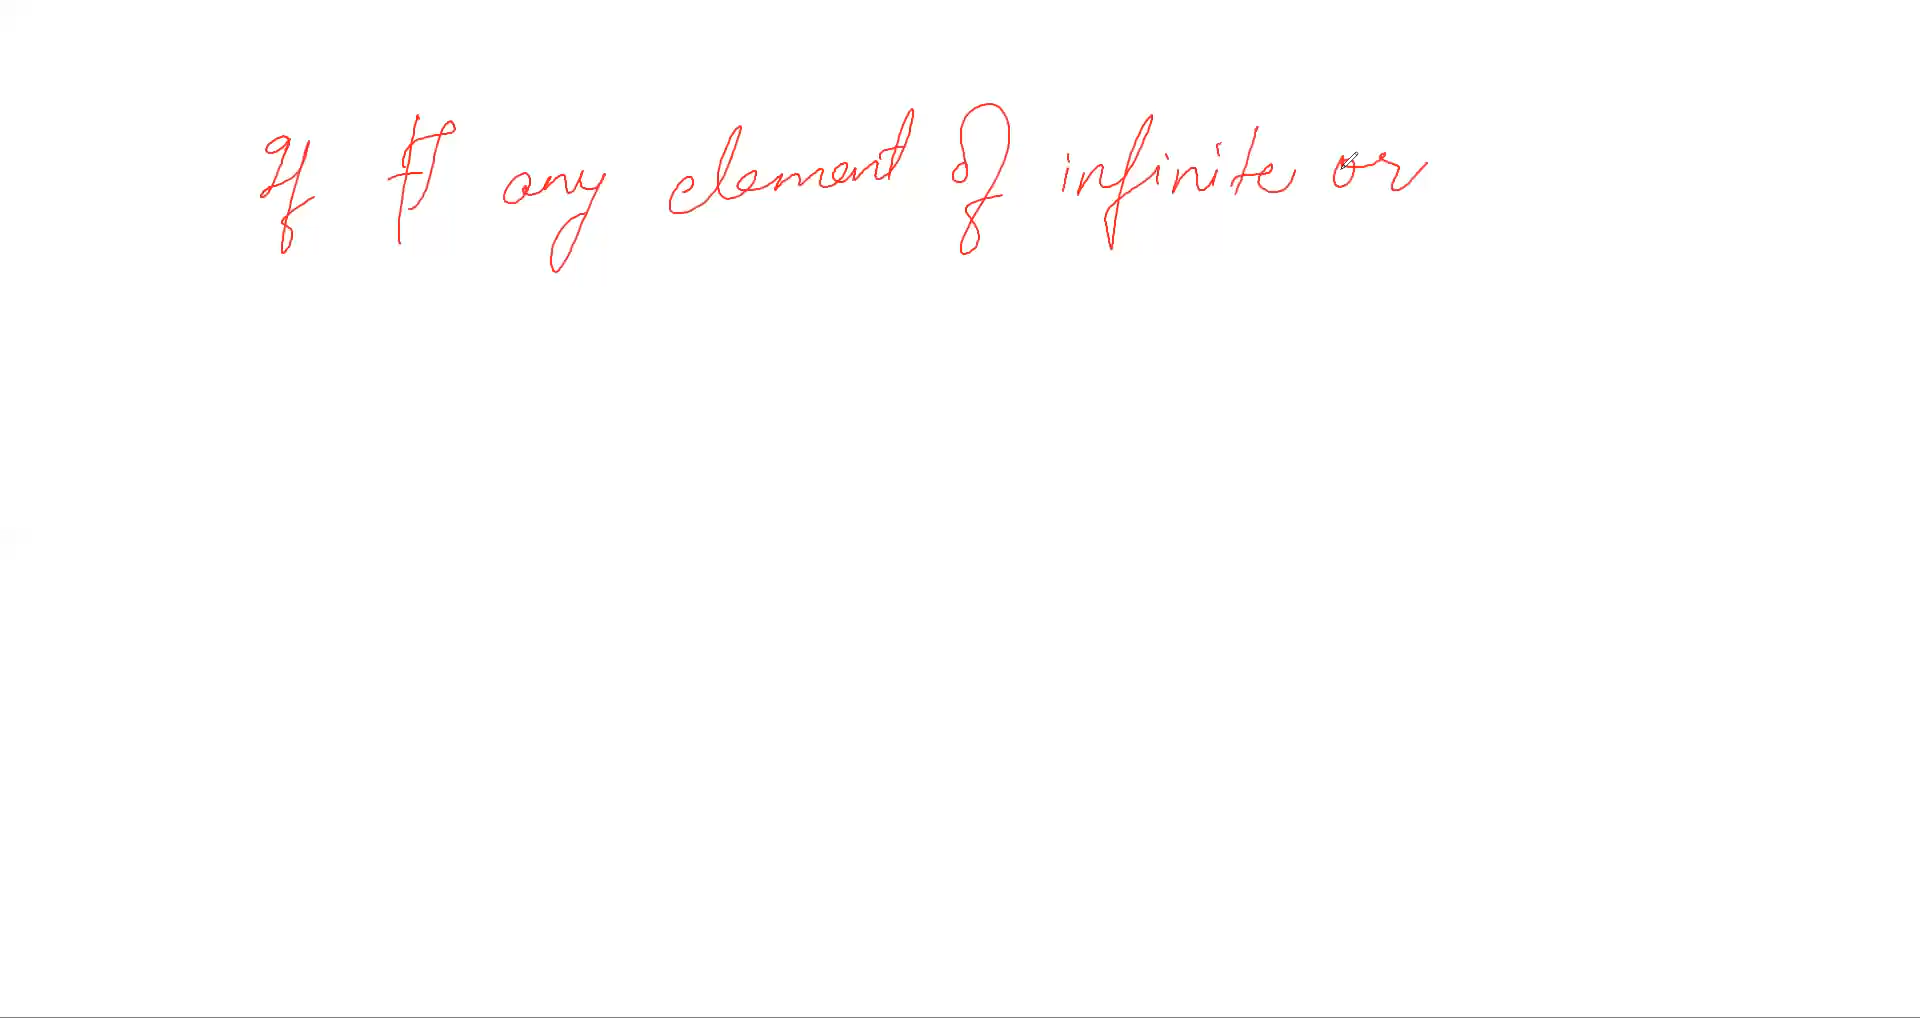 If ∄ any element of infinite or